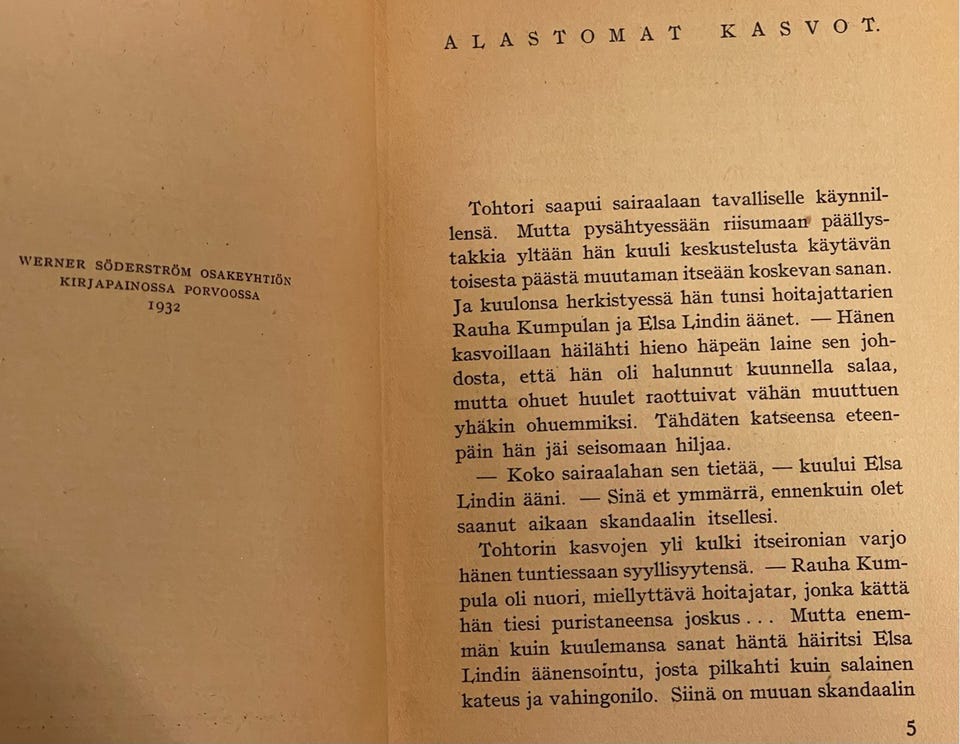 WERNER SÖDERSTRÖM OSAKEYHTIÖN
KIRJAPAINOSSA PORVOOSSA
1932
ALASTOMAT KASVOT.
Tohtori saapui sairaalaan tavalliselle käynnil-
lensä. Mutta pysähtyessään riisumaan päällys-
takkia yltään hän kuuli keskustelusta käytävän
toisesta päästä muutaman itseään koskevan sanan.
Ja kuulonsa herkistyessä hän tunsi hoitajattarien
Rauha Kumpulan ja Elsa Lindin äänet. — Hänen
kasvoillaan häilähti hieno häpeän laine sen joh-
dosta, että hän oli halunnut kuunnella salaa,
mutta ohuet huulet raottuivat vähän muuttuen
yhäkin ohuemmiksi. Tähdäten katseensa eteen-
päin hän jäi seisomaan hiljaa.
— Koko sairaalahan sen tietää, — kuului Elsa
Lindin ääni. — Sinä et ymmärrä, ennenkuin olet
saanut aikaan skandaalin itsellesi.
Tohtorin kasvojen yli kulki itseironian varjo
hänen tuntiessaan syyllisyytensä. — Rauha Kum-
pula oli nuori, miellyttävä hoitajatar, jonka kättä
hän tiesi puristaneensa joskus ... Mutta enem-
män kuin kuulemansa sanat häntä häiritsi Elsa
Lindin äänensointu, josta pilkahti kuin salainen
kateus ja vahingonilo. Siinä on muuan skandaalin
5